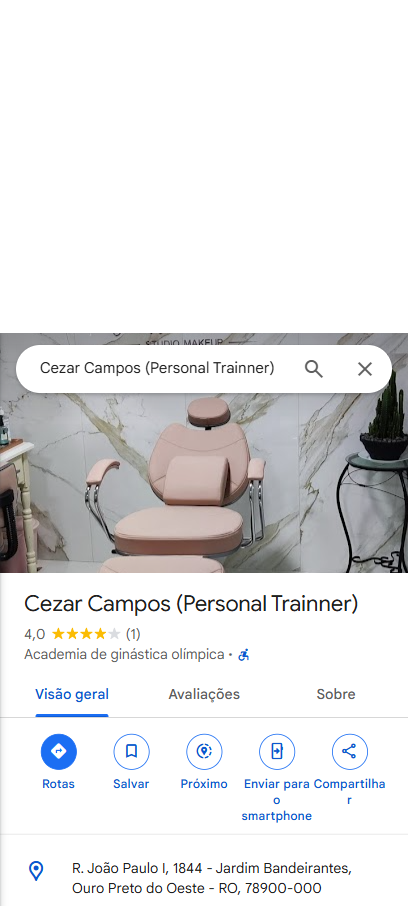 STUDIO MAKEUP
Cezar Campos (Personal Trainner)
Cezar Campos (Personal Trainner)
4,0 (1)
Academia de ginástica olímpica ·
Visão geral Avaliações Sobre
Rotas Salvar Próximo Enviar para o smartphone Compartilhar
R. João Paulo I, 1844 - Jardim Bandeirantes,
Ouro Preto do Oeste - RO, 78900-000